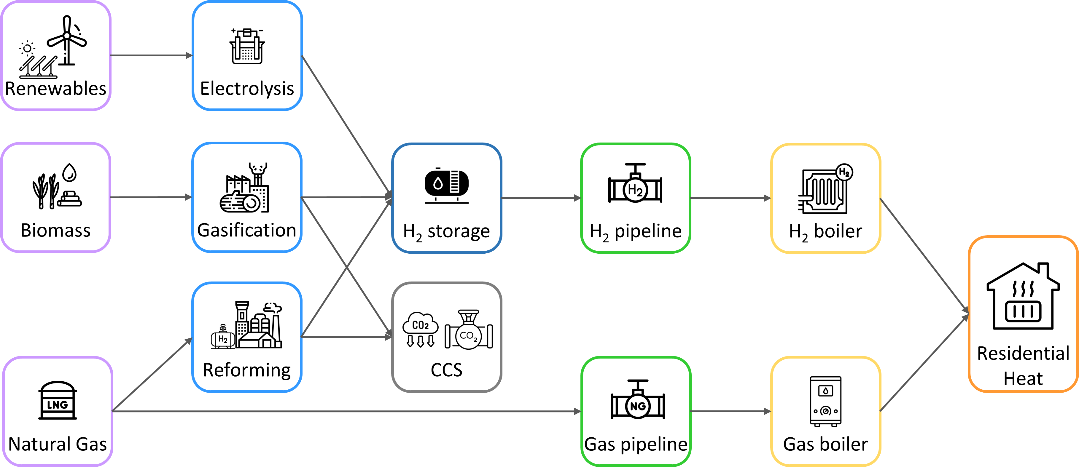 Renewables
Electrolysis
Biomass
Gasification
H₂ storage
H₂
H₂ pipeline
H₂
H₂ boiler
H₂
Reforming
CO₂
CO₂
CCS
Residential
Heat
LNG
Natural Gas
NG
Gas pipeline
Gas boiler